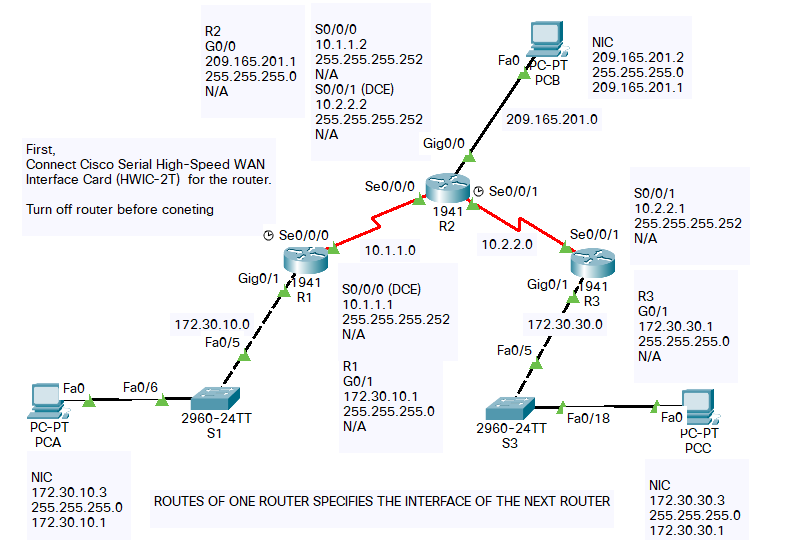 R2
G0/0
209.165.201.1
255.255.255.0
N/A
S0/0/0
10.1.1.2
255.255.255.252
N/A
S0/0/1 (DCE)
10.2.2.2
255.255.255.252
N/A
Fa0
PC-PT
PCB
NIC
209.165.201.2
255.255.255.0
209.165.201.1
209.165.201.0
Gig0/0
First,
Connect Cisco Serial High-Speed WAN
Interface Card (HWIC-2T)  for the router.
Turn off router before coneting
Se0/0/0
Se0/0/1
1941
R2
S0/0/1
10.2.2.1
255.255.255.252
N/A
Se0/0/0
10.1.1.0
10.2.2.0
Se0/0/1
Gig0/1
1941
R1
S0/0/0 (DCE)
10.1.1.1
255.255.255.252
N/A
Gig0/1
1941
R3
R3
G0/1
172.30.30.1
255.255.255.0
N/A
172.30.10.0
Fa0/5
172.30.30.0
Fa0/5
R1
G0/1
172.30.10.1
255.255.255.0
N/A
Fa0
Fa0/6
PC-PT
PCA
2960-24TT
S1
2960-24TT
S3
Fa0/18
Fa0
PC-PT
PCC
NIC
172.30.10.3
255.255.255.0
172.30.10.1
ROUTES OF ONE ROUTER SPECIFIES THE INTERFACE OF THE NEXT ROUTER
NIC
172.30.30.3
255.255.255.0
172.30.30.1